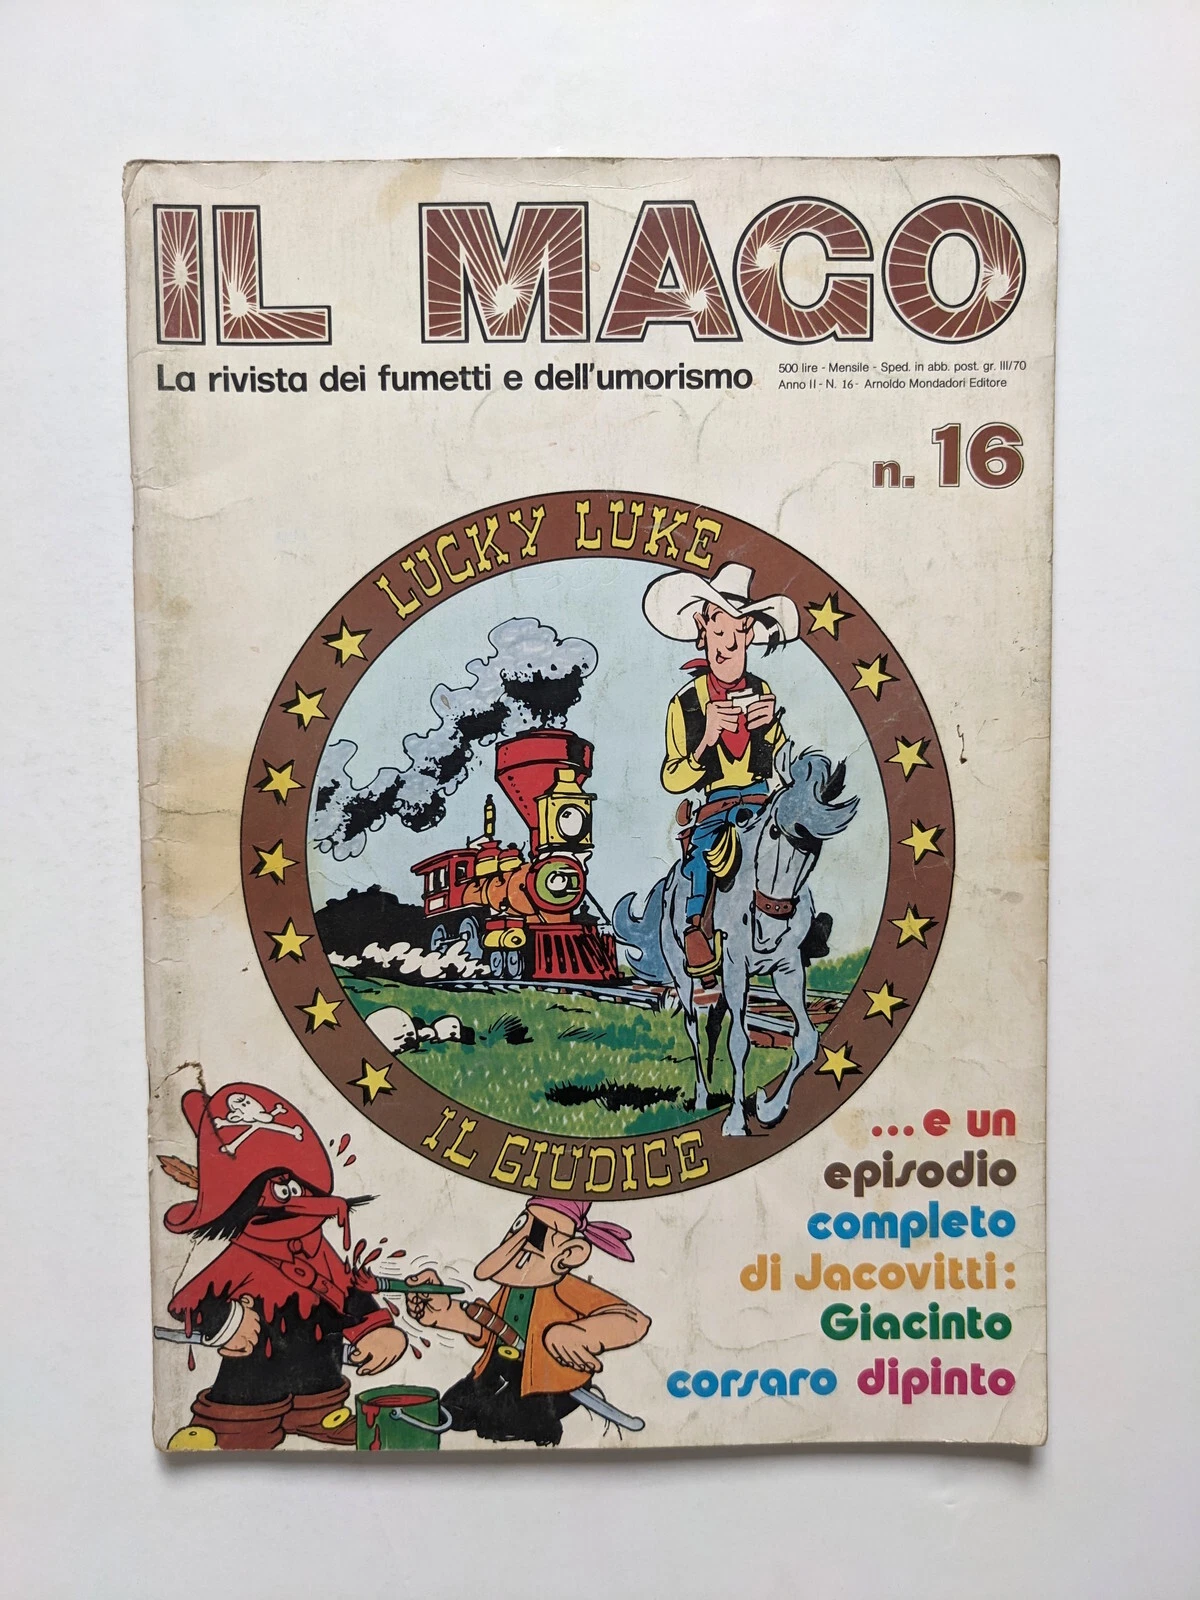 IL MAGO
La rivista dei fumetti e dell'umorismo
500 lire - Mensile - Sped. in abb. post. gr. III/70
Anno II - N. 16 - Arnoldo Mondadori Editore
n. 16
LUCKY LUKE
IL GIUDICE
...e un
episodio
completo
di Jacovitti:
Giacinto
corsaro dipinto